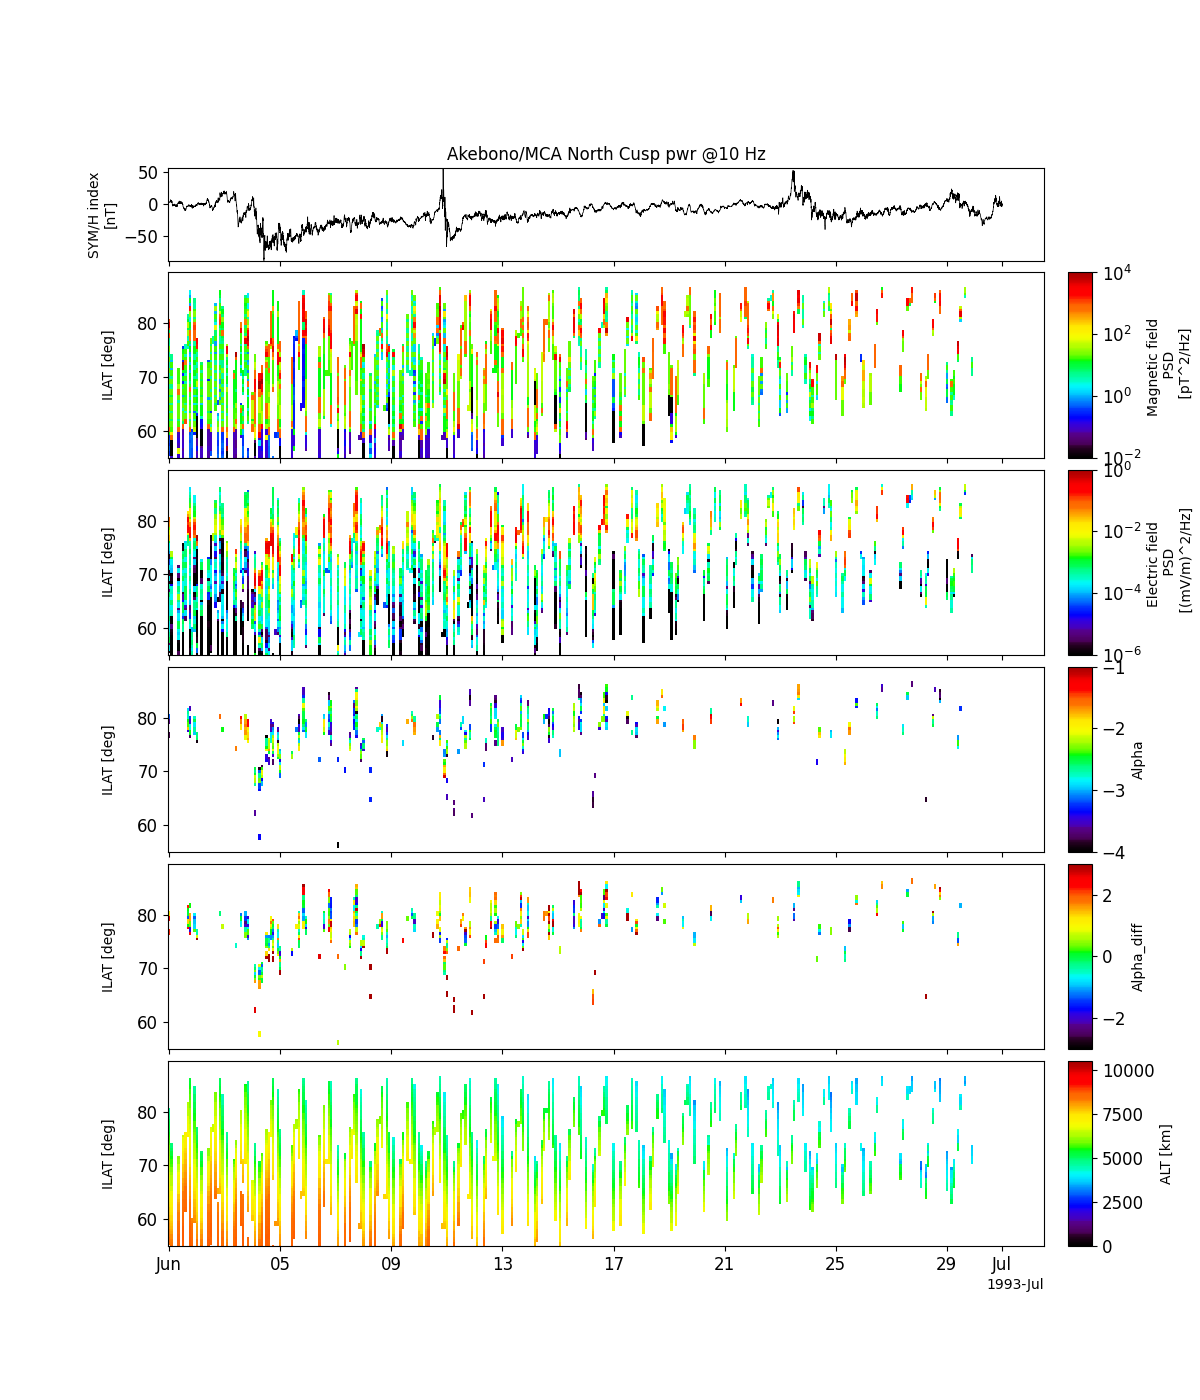 Akebono/MCA North Cusp pwr @10 Hz
50
0
−50
SYM/H index
[nT]
80
70
60
ILAT [deg]
10^4
10^2
10^0
10^-2
Magnetic field
PSD
[pT^2/Hz]
80
70
60
ILAT [deg]
10^0
10^-2
10^-4
10^-6
Electric field
PSD
[(mV/m)^2/Hz]
80
70
60
ILAT [deg]
−1
−2
−3
−4
Alpha
80
70
60
ILAT [deg]
2
0
−2
Alpha_diff
80
70
60
ILAT [deg]
10000
7500
5000
2500
0
ALT [km]
Jun 05 09 13 17 21 25 29 Jul
1993-Jul